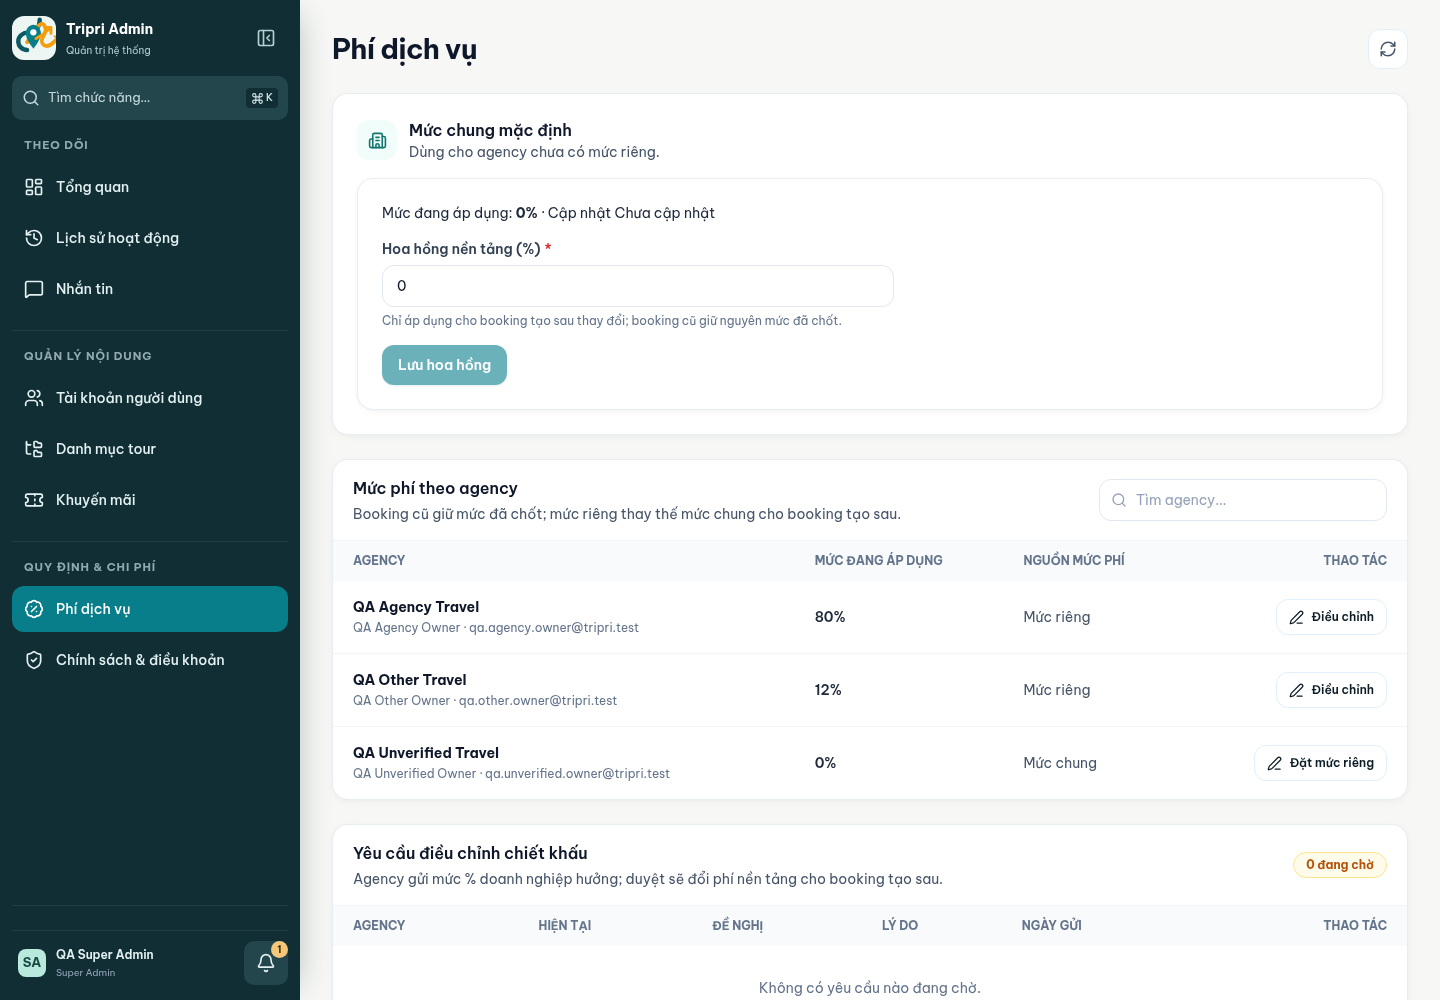 Tripri Admin
Quản trị hệ thống
Tìm chức năng...
⌘K
THEO DÕI
Tổng quan
Lịch sử hoạt động
Nhắn tin
QUẢN LÝ NỘI DUNG
Tài khoản người dùng
Danh mục tour
Khuyến mãi
QUY ĐỊNH & CHI PHÍ
Phí dịch vụ
Chính sách & điều khoản
SA
QA Super Admin
Super Admin
1
Phí dịch vụ
Mức chung mặc định
Dùng cho agency chưa có mức riêng.
Mức đang áp dụng: 0% · Cập nhật Chưa cập nhật
Hoa hồng nền tảng (%) *
0
Chỉ áp dụng cho booking tạo sau thay đổi; booking cũ giữ nguyên mức đã chốt.
Lưu hoa hồng
Mức phí theo agency
Booking cũ giữ mức đã chốt; mức riêng thay thế mức chung cho booking tạo sau.
Tìm agency...
AGENCY MỨC ĐANG ÁP DỤNG NGUỒN MỨC PHÍ THAO TÁC
QA Agency Travel
QA Agency Owner · qa.agency.owner@tripri.test
80% Mức riêng Điều chỉnh
QA Other Travel
QA Other Owner · qa.other.owner@tripri.test
12% Mức riêng Điều chỉnh
QA Unverified Travel
QA Unverified Owner · qa.unverified.owner@tripri.test
0% Mức chung Đặt mức riêng
Yêu cầu điều chỉnh chiết khấu
Agency gửi mức % doanh nghiệp hưởng; duyệt sẽ đổi phí nền tảng cho booking tạo sau.
0 đang chờ
AGENCY HIỆN TẠI ĐỀ NGHỊ LÝ DO NGÀY GỬI THAO TÁC
Không có yêu cầu nào đang chờ.